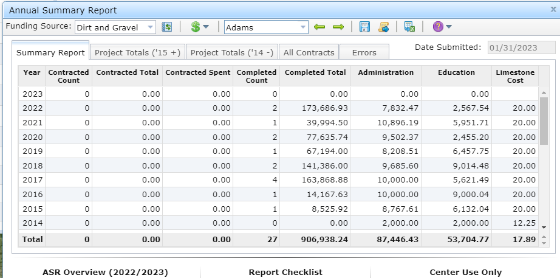 Annual Summary Report
Funding Source: Dirt and Gravel $ Adams ?
Summary Report Project Totals ('15 +) Project Totals ('14 -) All Contracts Errors Date Submitted: 01/31/2023
Year Contracted Count Contracted Total Contracted Spent Completed Count Completed Total Administration Education Limestone Cost
2023 0 0.00 0.00 0 0.00 0.00 0.00 0.00
2022 0 0.00 0.00 2 173,686.93 7,832.47 2,567.54 20.00
2021 0 0.00 0.00 1 39,994.50 10,896.19 5,951.71 20.00
2020 0 0.00 0.00 2 77,635.74 9,502.37 2,455.20 20.00
2019 0 0.00 0.00 1 67,194.00 8,208.51 6,457.75 20.00
2018 0 0.00 0.00 2 141,386.00 9,685.60 9,014.48 20.00
2017 0 0.00 0.00 4 163,868.88 10,000.00 5,621.49 20.00
2016 0 0.00 0.00 1 14,167.63 10,000.00 9,000.04 20.00
2015 0 0.00 0.00 1 8,525.92 8,767.61 6,132.04 20.00
2014 0 0.00 0.00 0 0.00 2,000.00 2,000.00 12.25
Total 0 0.00 0.00 27 906,938.24 87,446.43 53,704.77 17.89
ASR Overview (2022/2023) Report Checklist Center Use Only